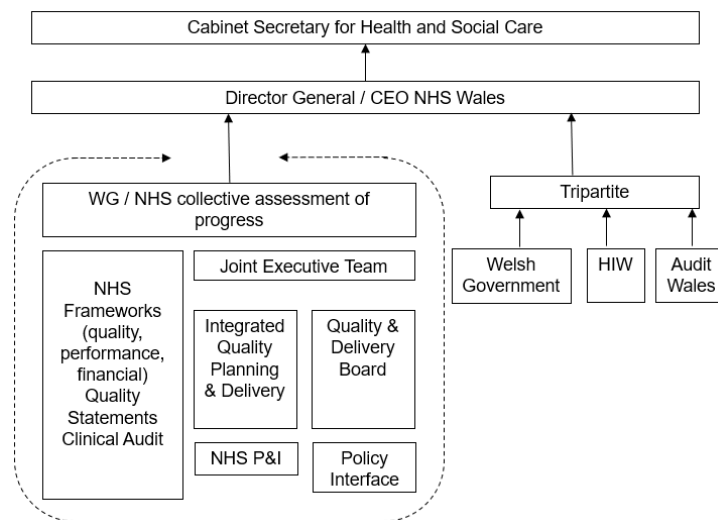 Cabinet Secretary for Health and Social Care
Director General / CEO NHS Wales
WG / NHS collective assessment of
progress
Tripartite
Welsh
Government
HIW
Audit
Wales
NHS
Frameworks
(quality,
performance,
financial)
Quality
Statements
Clinical Audit
Joint Executive Team
Integrated
Quality
Planning
& Delivery
Quality &
Delivery
Board
NHS P&I
Policy
Interface